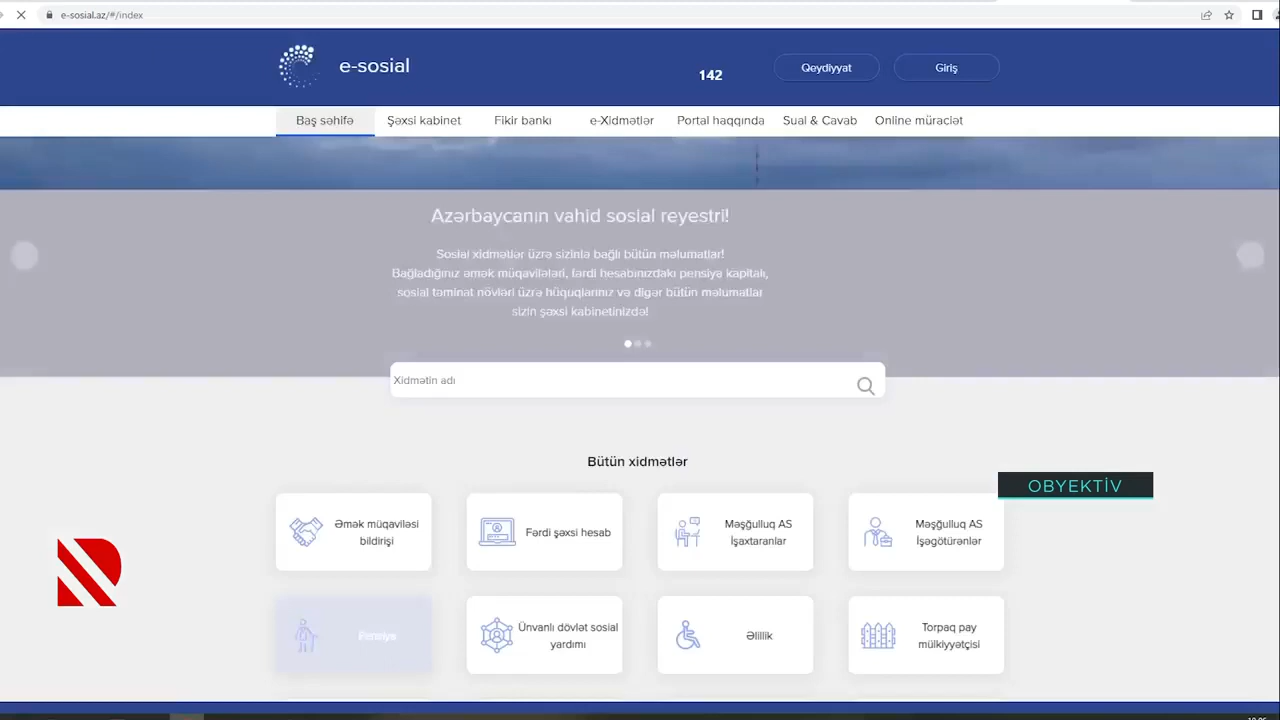 e-sosial.az/#/index
e-sosial
142
Qeydiyyat
Giriş
Baş səhifə
Şəxsi kabinet
Fikir bankı
e-Xidmətlər
Portal haqqında
Sual & Cavab
Online müraciət
Azərbaycanın vahid sosial reyestri!
Sosial xidmətlər üzrə sizinlə bağlı bütün məlumatlar!
Bağladığınız əmək müqavilələri, fərdi hesabınızdakı pensiya kapitalı,
sosial təminat növləri üzrə hüquqlarınız və digər bütün məlumatlar
sizin şəxsi kabinetinizdə!
Xidmətin adı
Bütün xidmətlər
OBYEKTİV
Əmək müqaviləsi
bildirişi
Fərdi şəxsi hesab
Məşğulluq AS
İşaxtaranlar
Məşğulluq AS
İşəgötürənlər
Pensiya
Ünvanlı dövlət sosial
yardımı
Əlillik
Torpaq pay
mülkiyyətçisi